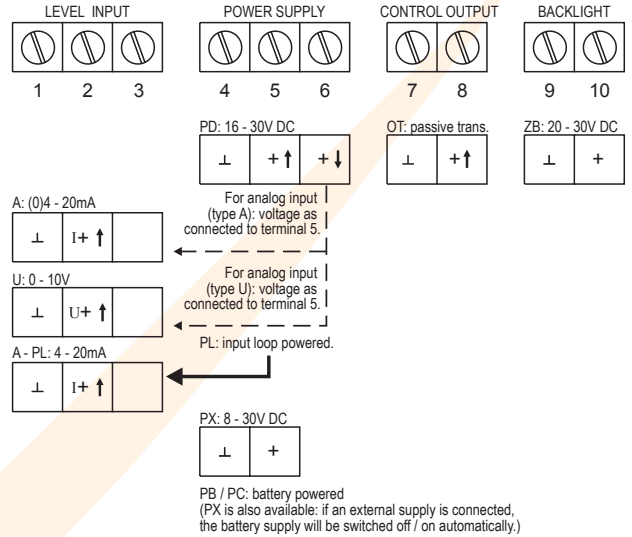 LEVEL INPUT
POWER SUPPLY
CONTROL OUTPUT
BACKLIGHT
1 2 3
4 5 6
7 8
9 10
PD: 16 - 30V DC
⊥ +↑ +↓
OT: passive trans.
⊥ +↑
ZB: 20 - 30V DC
⊥ +
For analog input
(type A): voltage as
connected to terminal 5.
A: (0)4 - 20mA
⊥ I+ ↑
For analog input
(type U): voltage as
connected to terminal 5.
U: 0 - 10V
⊥ U+ ↑
PL: input loop powered.
A - PL: 4 - 20mA
⊥ I+ ↑
PX: 8 - 30V DC
⊥ +
PB / PC: battery powered
(PX is also available: if an external supply is connected,
the battery supply will be switched off / on automatically.)